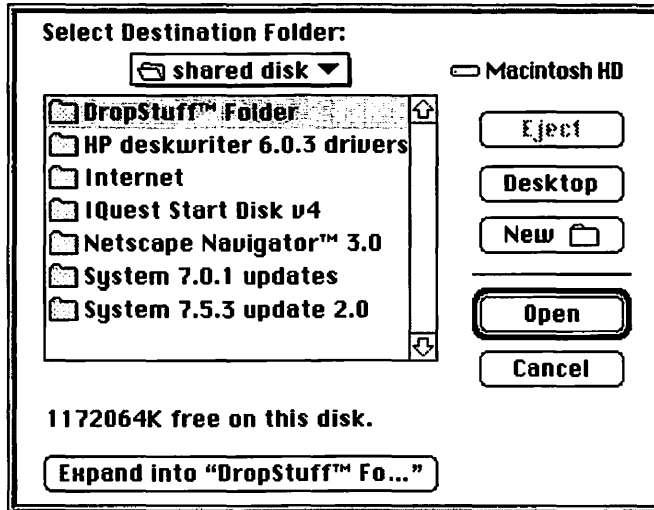 Select Destination Folder:
shared disk
Macintosh HD
DropStuff™ Folder
HP deskwriter 6.0.3 drivers
Internet
IQuest Start Disk v4
Netscape Navigator™ 3.0
System 7.0.1 updates
System 7.5.3 update 2.0
Eject
Desktop
New
Open
Cancel
1172064K free on this disk.
Expand into “DropStuff™ Fo...”